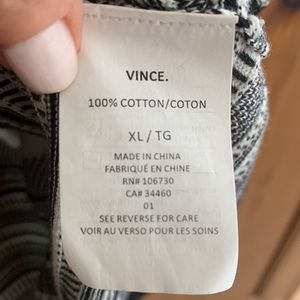 VINCE.
100% COTTON/COTON
XL / TG
MADE IN CHINA
FABRIQUÉ EN CHINE
RN# 106730
CA# 34460
01
SEE REVERSE FOR CARE
VOIR AU VERSO POUR LES SOINS